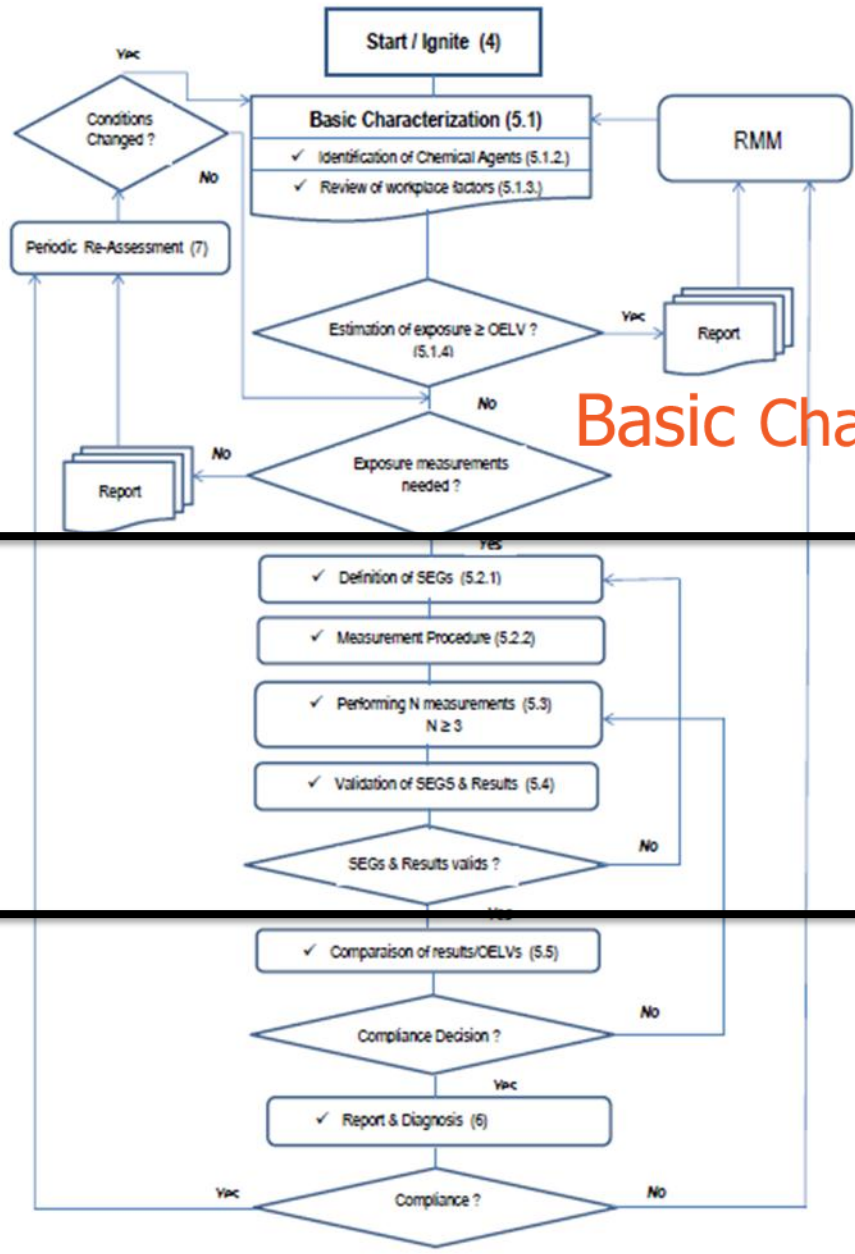 Start / Ignite (4)
Yes
Conditions
Changed ?
No
Basic Characterization (5.1)
✓ Identification of Chemical Agents (5.1.2.)
✓ Review of workplace factors (5.1.3.)
RMM
Periodic Re-Assessment (7)
Estimation of exposure ≥ OELV ?
(5.1.4)
Yes
Report
No
Basic Cha
Exposure measurements
needed ?
No
Report
Yes
✓ Definition of SEGs (5.2.1)
✓ Measurement Procedure (5.2.2)
✓ Performing N measurements (5.3)
N ≥ 3
✓ Validation of SEGS & Results (5.4)
SEGs & Results valids ?
No
Yes
✓ Comparaison of results/OELVs (5.5)
Compliance Decision ?
No
Yes
✓ Report & Diagnosis (6)
Yes
Compliance ?
No